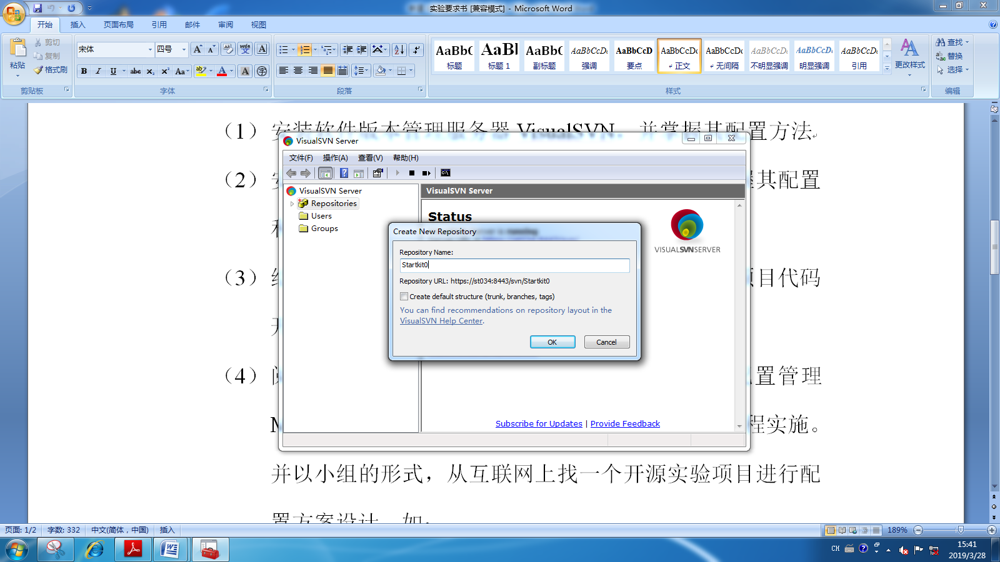 实验要求书 [兼容模式] - Microsoft Word
开始 插入 页面布局 引用 邮件 审阅 视图
粘贴 剪切 复制 格式刷
宋体 四号
AaBbC AaBl AaBbC AaBbCcDc AaBbCcD AaBbCcDc AaBbCcDc AaBbCcDc AaBbCcDc AaBbCcDc
标题 标题 1 副标题 强调 要点 正文 无间隔 不明显强调 明显强调 引用
更改样式
查找 替换 选择
剪贴板 字体 段落 样式 编辑
（1） 安装软件版本管理服务器 VisualSVN，并掌握其配置方法
（2）
其配置
（3）
项目代码
（4）
置管理
程实施。
并以小组的形式，从互联网上找一个开源实验项目进行配
置方案设计，如：
VisualSVN Server
文件(F) 操作(A) 查看(V) 帮助(H)
VisualSVN Server
Repositories
Users
Groups
VisualSVN Server
Status
VISUALSVNSERVER
Create New Repository
Repository Name:
Startkit0
Repository URL: https://st034:8443/svn/Startkit0
Create default structure (trunk, branches, tags)
You can find recommendations on repository layout in the
VisualSVN Help Center.
OK Cancel
Subscribe for Updates | Provide Feedback
页面: 1/2 字数: 332 中文(简体，中国) 插入 189%
CH 15:41
2019/3/28